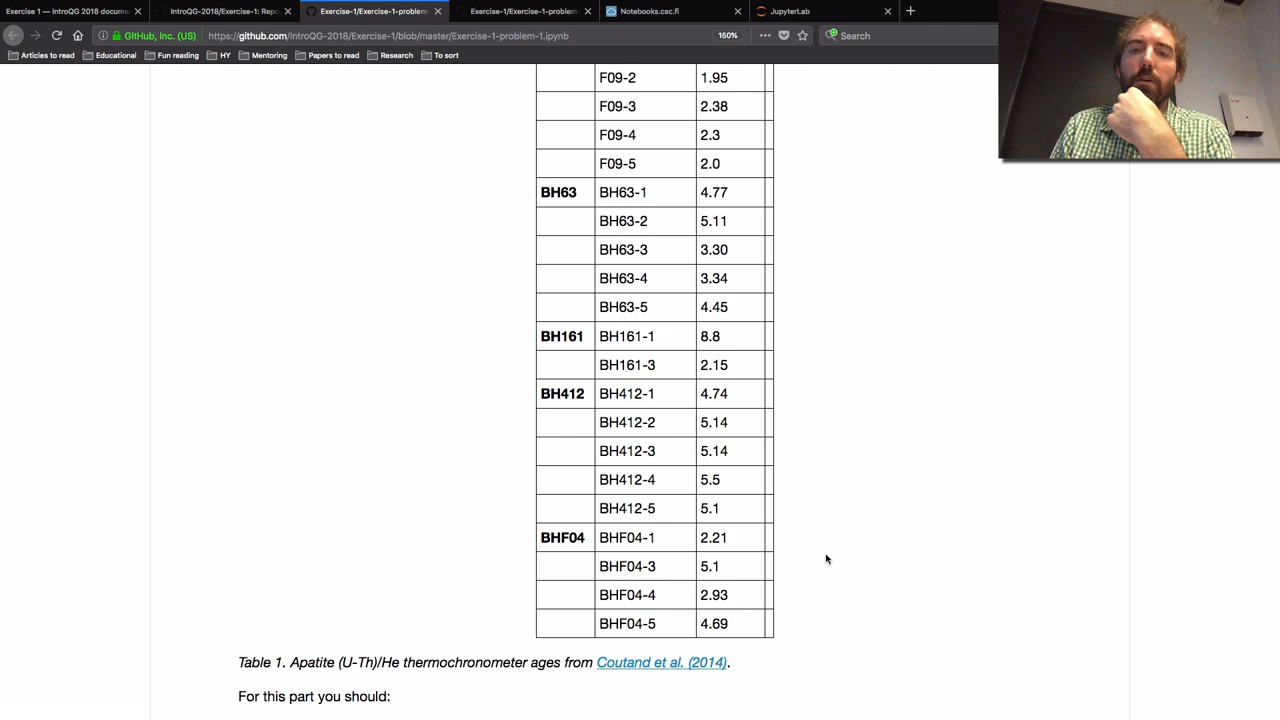 Exercise 1 — IntroQG 2018 docum
IntroQG-2018/Exercise-1: Repo
Exercise-1/Exercise-1-problem-
Exercise-1/Exercise-1-problem-
Notebooks.csc.fi
JupyterLab
GitHub, Inc. (US)
https://github.com/IntroQG-2018/Exercise-1/blob/master/Exercise-1-problem-1.ipynb
150%
Search
Articles to read
Educational
Fun reading
HY
Mentoring
Papers to read
Research
To sort
F09-2 1.95
F09-3 2.38
F09-4 2.3
F09-5 2.0
BH63 BH63-1 4.77
BH63-2 5.11
BH63-3 3.30
BH63-4 3.34
BH63-5 4.45
BH161 BH161-1 8.8
BH161-3 2.15
BH412 BH412-1 4.74
BH412-2 5.14
BH412-3 5.14
BH412-4 5.5
BH412-5 5.1
BHF04 BHF04-1 2.21
BHF04-3 5.1
BHF04-4 2.93
BHF04-5 4.69
Table 1. Apatite (U-Th)/He thermochronometer ages from Coutand et al. (2014).
For this part you should: